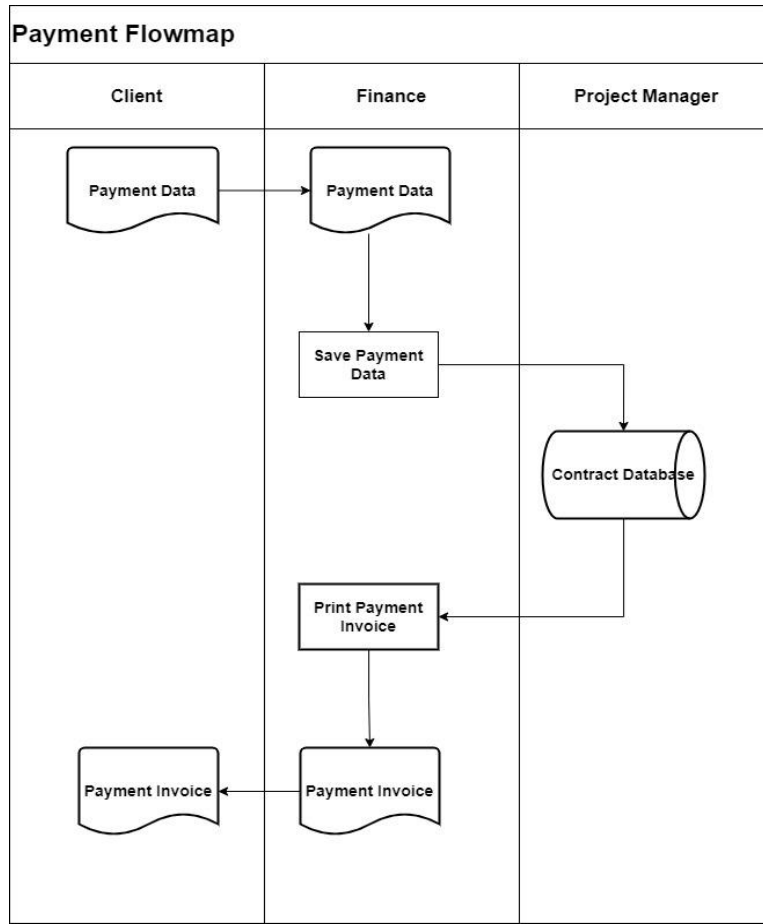 Payment Flowmap
Client
Finance
Project Manager
Payment Data
Payment Data
Save Payment
Data
Contract Database
Print Payment
Invoice
Payment Invoice
Payment Invoice